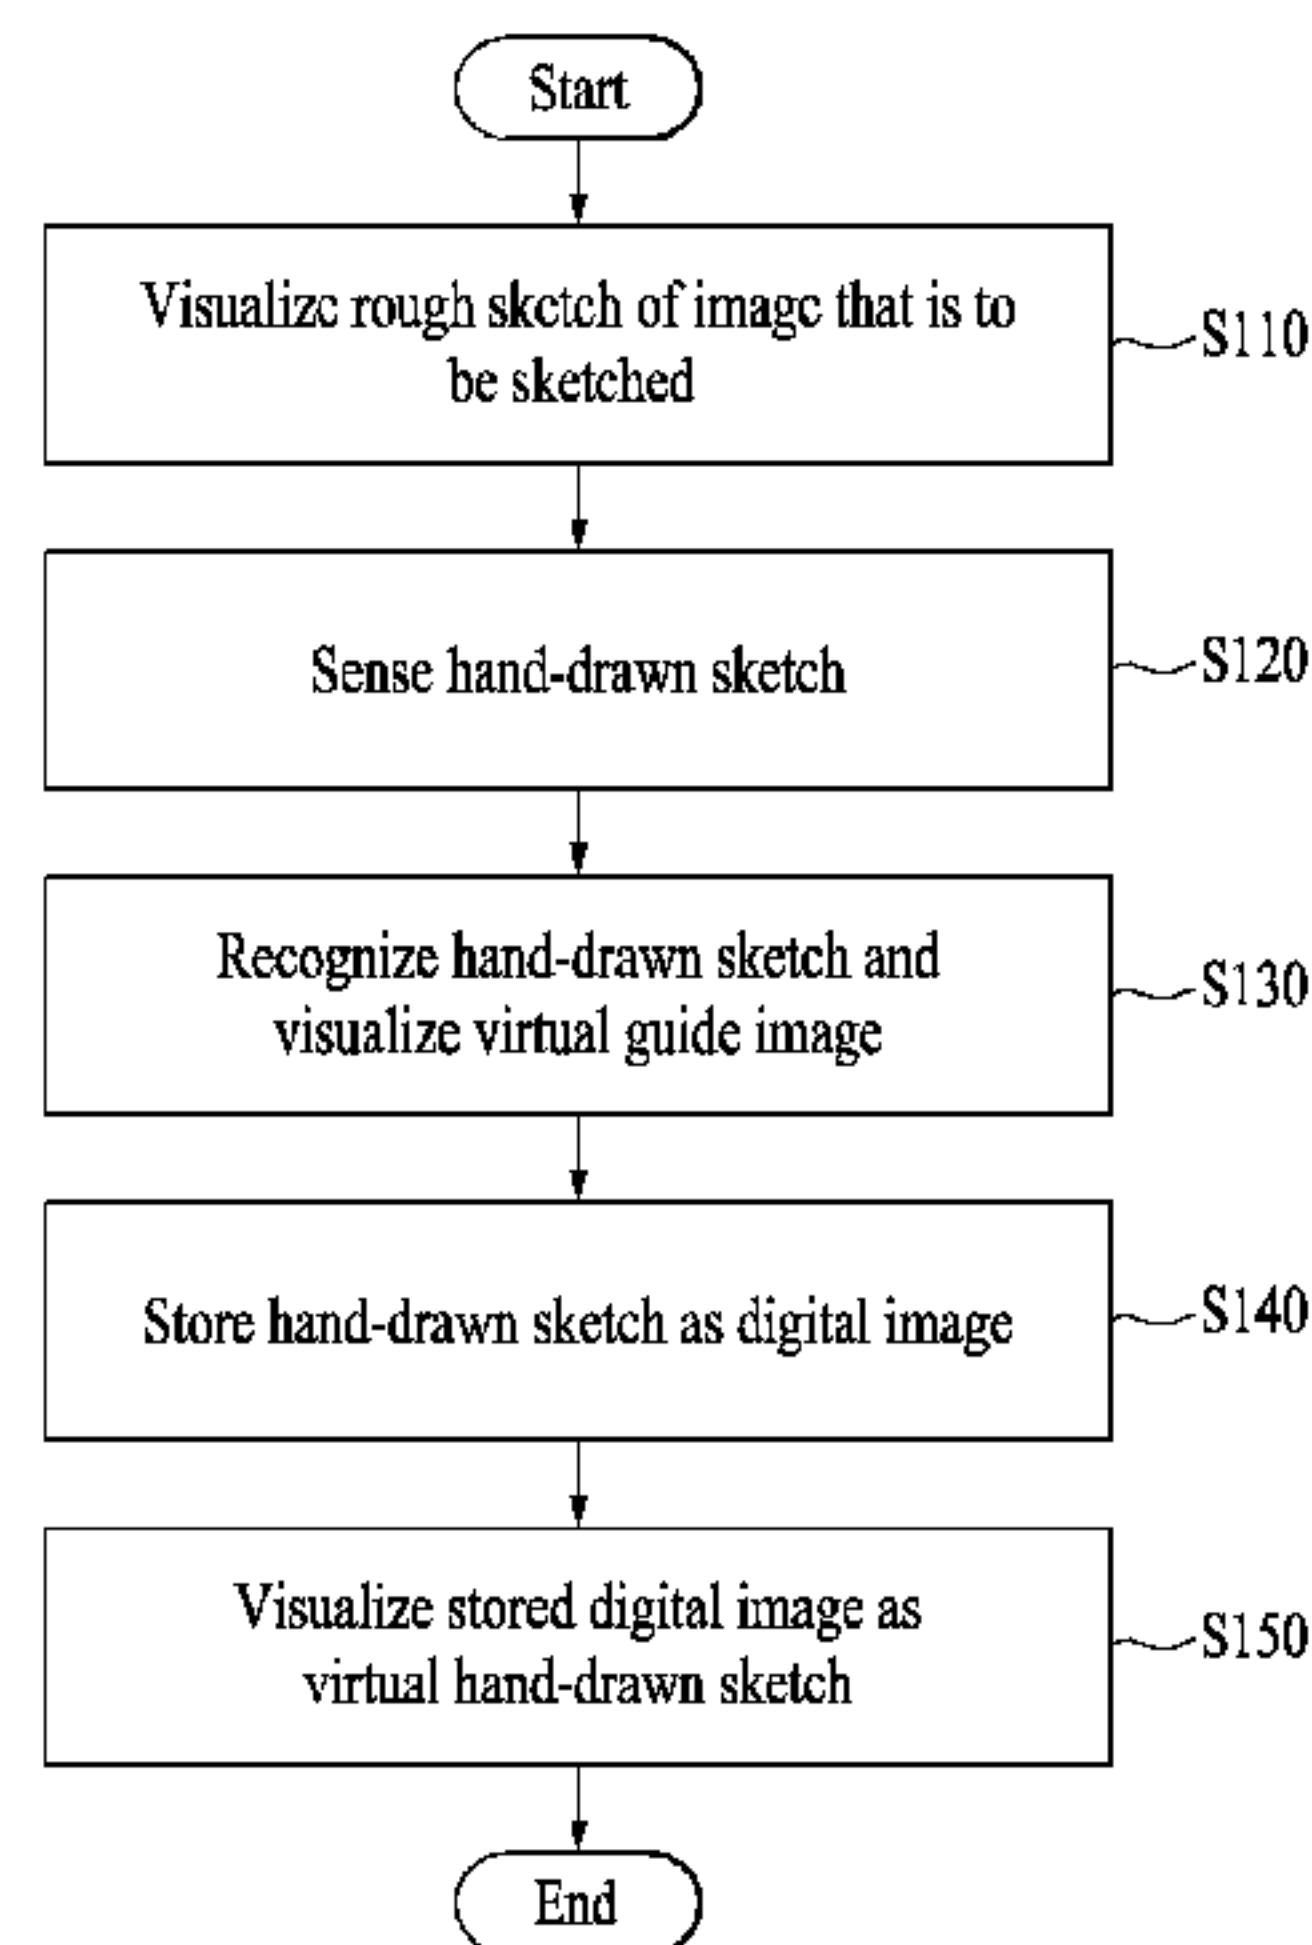 Start
Visualize rough sketch of image that is to
be sketched
S110
Sense hand-drawn sketch
S120
Recognize hand-drawn sketch and
visualize virtual guide image
S130
Store hand-drawn sketch as digital image
S140
Visualize stored digital image as
virtual hand-drawn sketch
S150
End